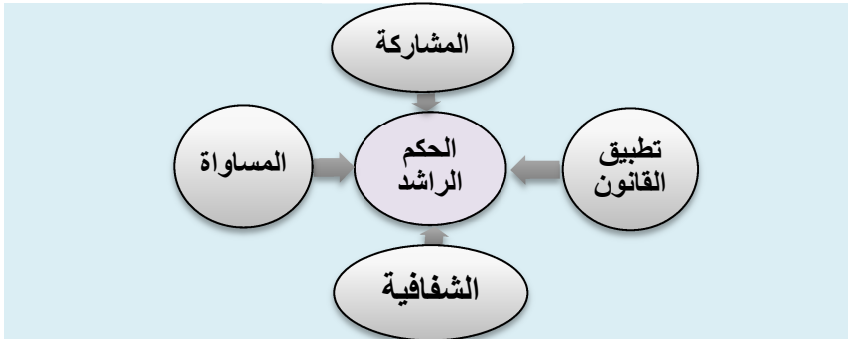 المشاركة
تطبيق
القانون
الحكم
الراشد
المساواة
الشفافية